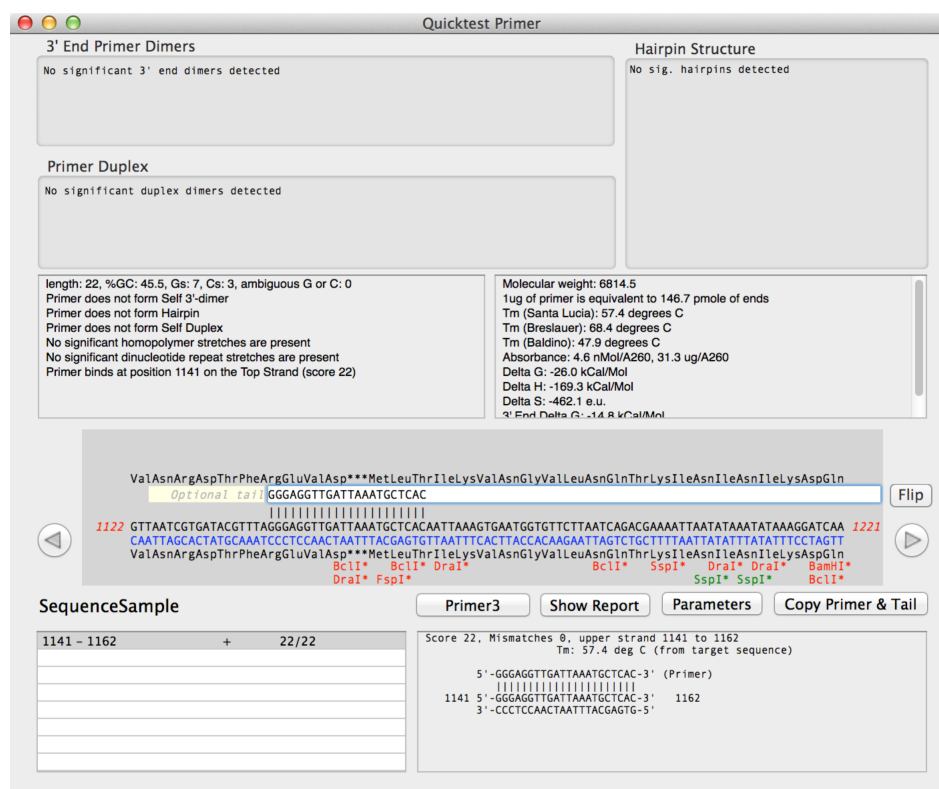 Quicktest Primer
3' End Primer Dimers
No significant 3' end dimers detected
Hairpin Structure
No sig. hairpins detected
Primer Duplex
No significant duplex dimers detected
length: 22, %GC: 45.5, Gs: 7, Cs: 3, ambiguous G or C: 0
Primer does not form Self 3'-dimer
Primer does not form Hairpin
Primer does not form Self Duplex
No significant homopolymer stretches are present
No significant dinucleotide repeat stretches are present
Primer binds at position 1141 on the Top Strand (score 22)
Molecular weight: 6814.5
1ug of primer is equivalent to 146.7 pmole of ends
Tm (Santa Lucia): 57.4 degrees C
Tm (Breslauer): 68.4 degrees C
Tm (Baldino): 47.9 degrees C
Absorbance: 4.6 nMol/A260, 31.3 ug/A260
Delta G: -26.0 kCal/Mol
Delta H: -169.3 kCal/Mol
Delta S: -462.1 e.u.
3' End Delta G: -14.8 kCal/Mol
ValAsnArgAspThrPheArgGluValAsp***MetLeuThrIleLysValAsnGlyValLeuAsnGlnThrLysIleAsnIleAsnIleLysAspGln
Optional tail GGGAGGTTGATTAAATGCTCAC
Flip
1122 GTTAATCGTGATACGTTTAGGGAGGTTGATTAAATGCTCACAATTAAAGTGAATGGTGTTCTTAATCAGACGAAAATTAATATAAATATAAAGGATCAA 1221
CAATTAGCACTATGCAAATCCCTCCAACTAATTTACGAGTGTTAATTTCACTTACCACAAGAATTAGTCTGCTTTTAATTATATTTATATTTCCTAGTT
ValAsnArgAspThrPheArgGluValAsp***MetLeuThrIleLysValAsnGlyValLeuAsnGlnThrLysIleAsnIleAsnIleLysAspGln
BclI* BclI* DraI* BclI* SspI* DraI* DraI* BamHI*
DraI* FspI* SspI* SspI* BclI*
SequenceSample
Primer3
Show Report
Parameters
Copy Primer & Tail
1141 - 1162 + 22/22
Score 22, Mismatches 0, upper strand 1141 to 1162
Tm: 57.4 deg C (from target sequence)
5'-GGGAGGTTGATTAAATGCTCAC-3' (Primer)
||||||||||||||||||||||
1141 5'-GGGAGGTTGATTAAATGCTCAC-3' 1162
3'-CCCTCCAACTAATTTACGAGTG-5'